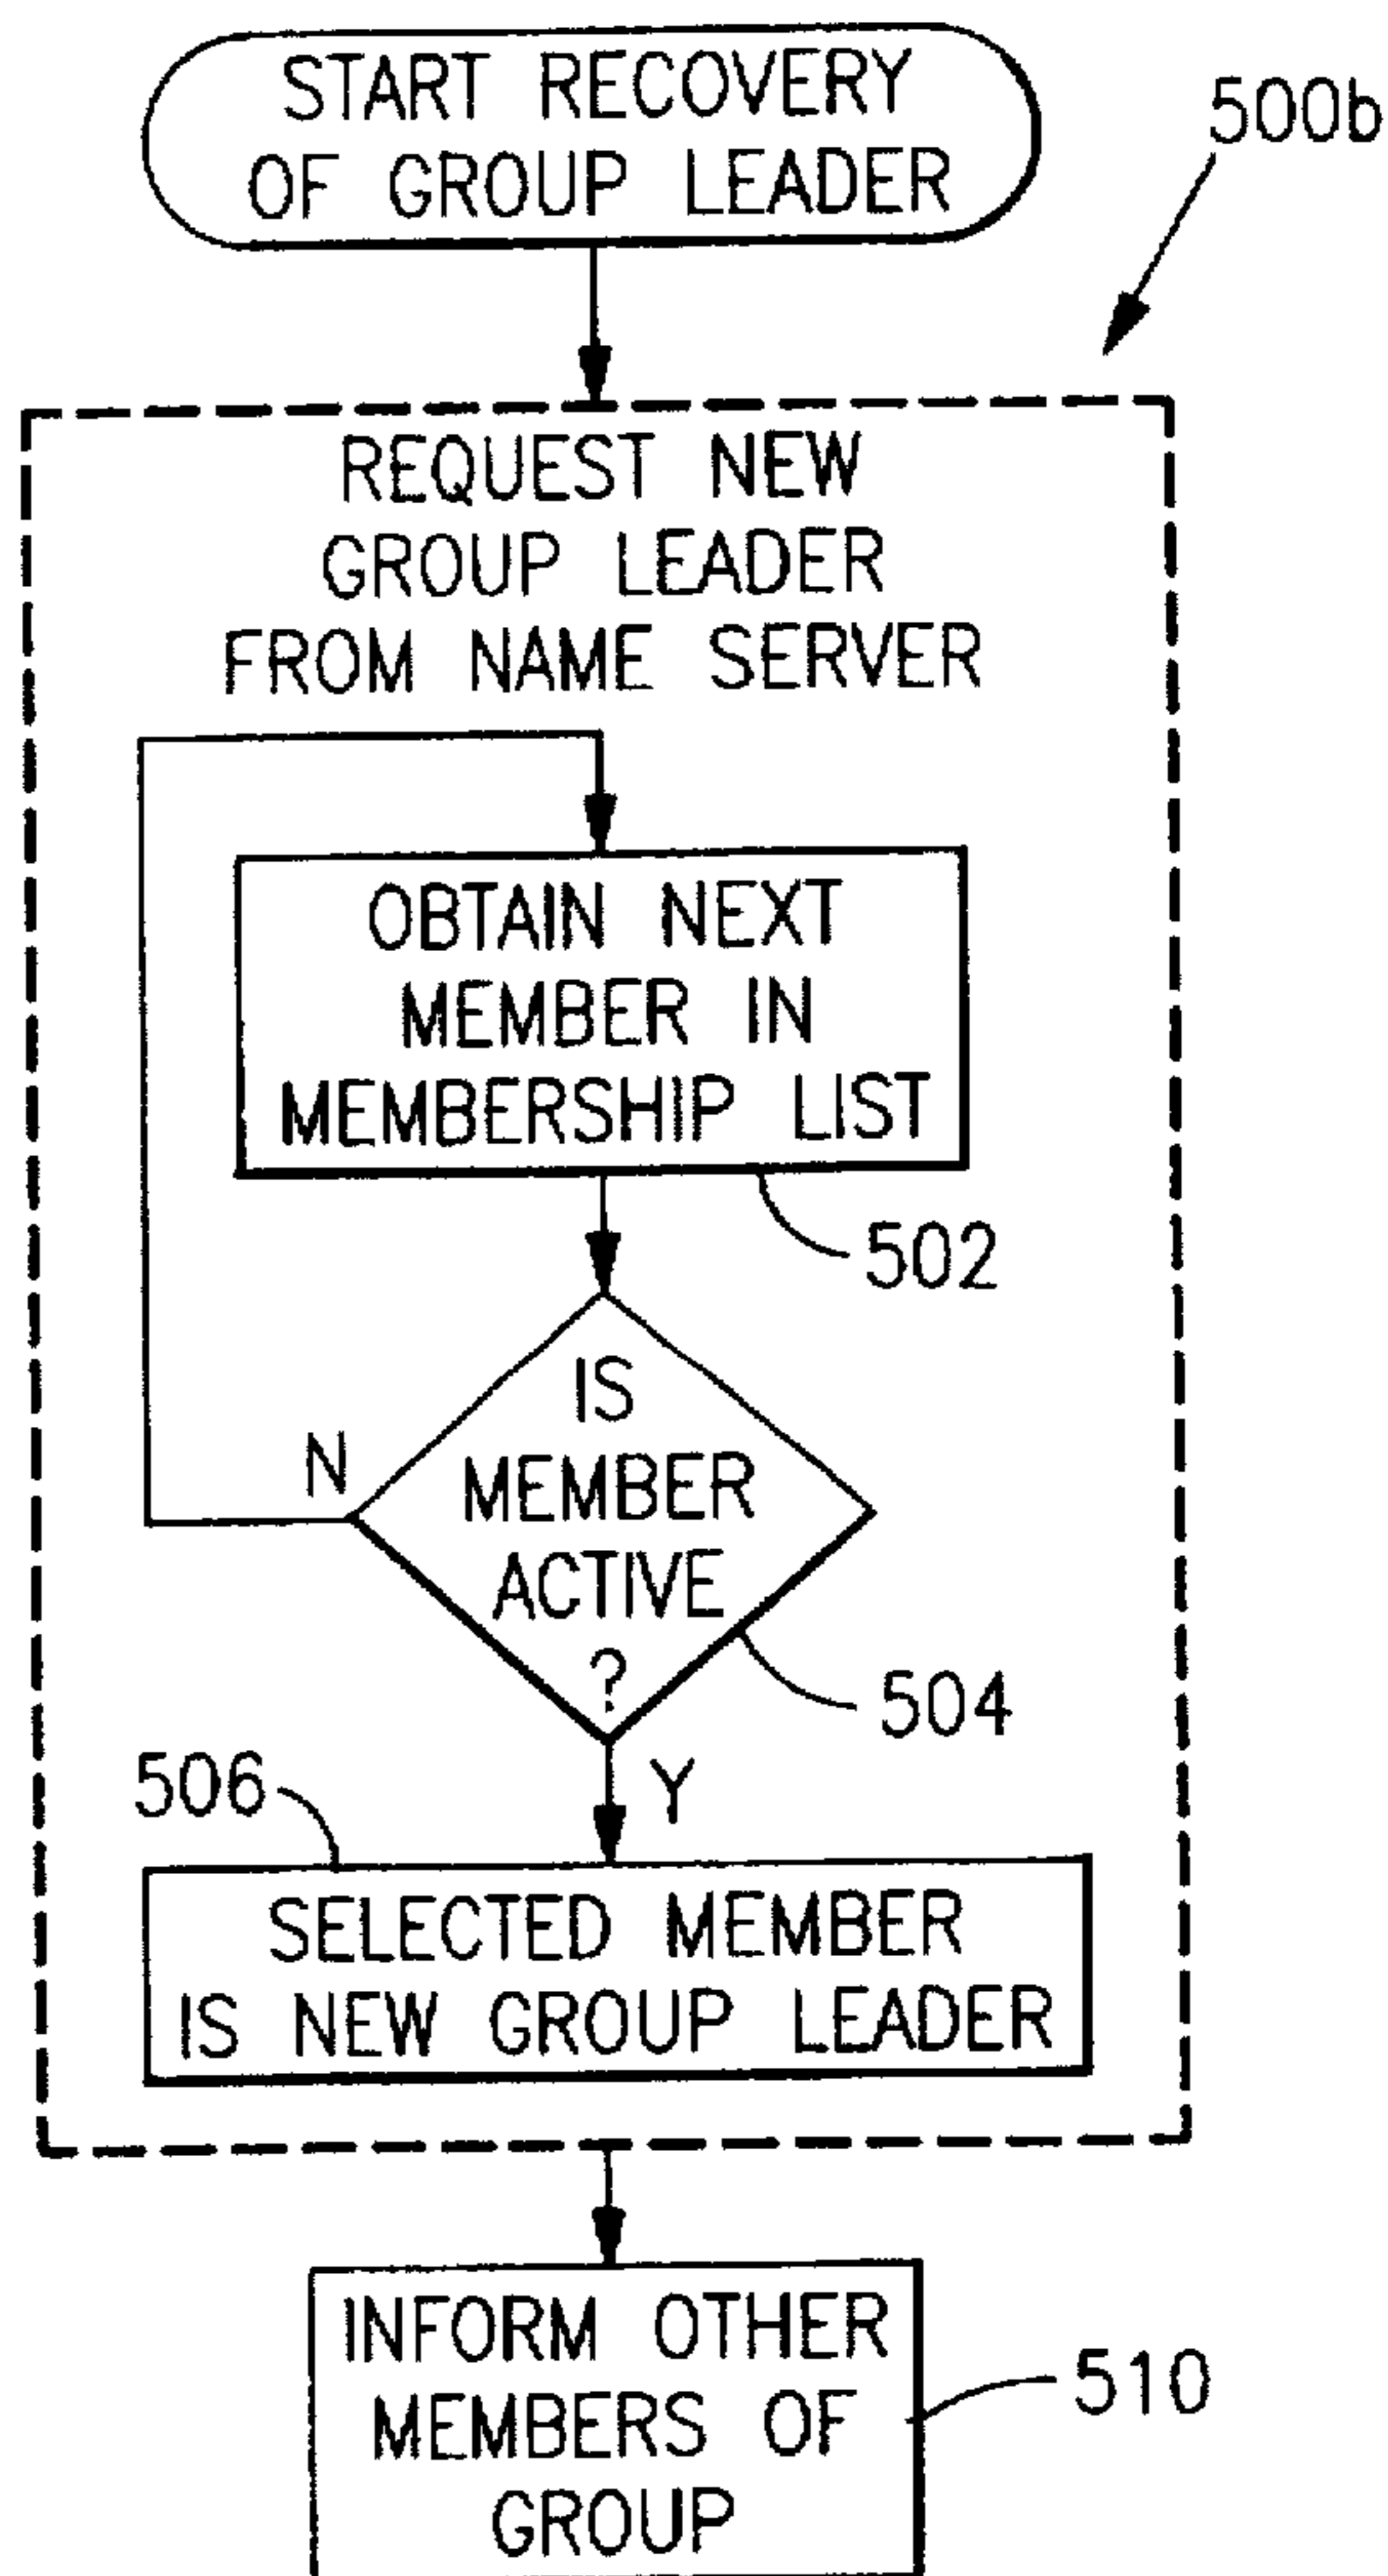 START RECOVERY
OF GROUP LEADER
500b
REQUEST NEW
GROUP LEADER
FROM NAME SERVER
OBTAIN NEXT
MEMBER IN
MEMBERSHIP LIST
502
IS
MEMBER
ACTIVE
?
N
504
Y
506
SELECTED MEMBER
IS NEW GROUP LEADER
INFORM OTHER
MEMBERS OF
GROUP
510